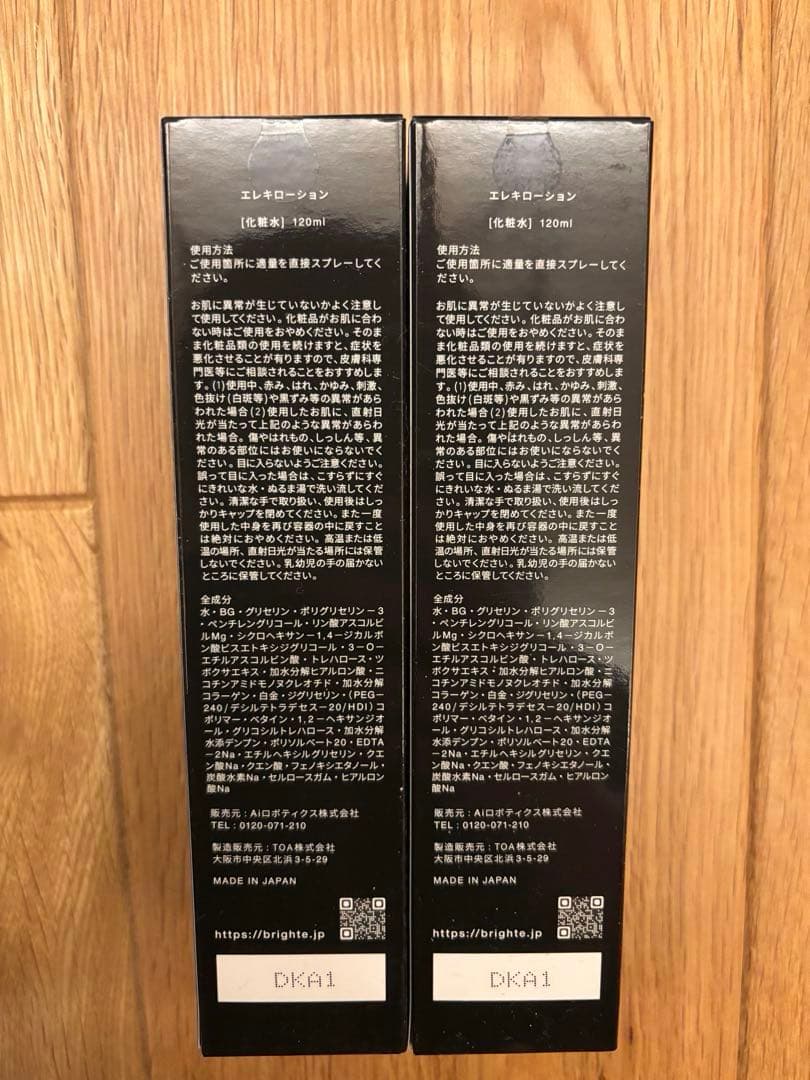 エレキローション
[化粧水] 120ml
使用方法
ご使用箇所に適量を直接スプレーしてく
ださい。
お肌に異常が生じていないかよく注意し
て使用してください。化粧品がお肌に合わ
ない時はご使用をおやめください。そのま
ま化粧品類の使用を続けますと、症状を
悪化させることが有りますので、皮膚科専
門医等にご相談されることをおすすめしま
す。(1)使用中、赤み、はれ、かゆみ、刺激、
色抜け(白斑等)や黒ずみ等の異常があら
われた場合(2)使用したお肌に、直射日
光が当たって上記のような異常があらわ
れた場合。傷やはれもの、しっしん等、異
常のある部位にはお使いにならないでく
ださい。目に入らないようご注意ください。
誤って目に入った場合は、こすらずにすぐ
にきれいな水・ぬるま湯で洗い流してくだ
さい。清潔な手で取り扱い、使用後はしっ
かりキャップを閉めてください。また一度
使用した中身を再び容器の中に戻すこと
は絶対におやめください。高温または低
温の場所、直射日光が当たる場所には保管
しないでください。乳幼児の手の届かない
ところに保管してください。
全成分
水・BG・グリセリン・ポリグリセリン-3
・ペンチレングリコール・リン酸アスコルビ
ルMg・シクロヘキサン-1,4-ジカルボ
ン酸ビスエトキシジグリコール・3-O-
エチルアスコルビン酸・トレハロース・ツ
ボクサエキス・加水分解ヒアルロン酸・ニ
コチンアミドモノヌクレオチド・加水分解
コラーゲン・白金・ジグリセリン・(PEG-
240/デシルテトラデセス-20/HDI)コ
ポリマー・ベタイン・1,2-ヘキサンジオ
ール・グリコシルトレハロース・加水分解
水添デンプン・ポリソルベート20・EDTA
-2Na・エチルヘキシルグリセリン・クエ
ン酸Na・クエン酸・フェノキシエタノール・
炭酸水素Na・セルロースガム・ヒアルロン
酸Na
販売元:Aiロボティクス株式会社
TEL:0120-071-210
製造販売元:TOA株式会社
大阪市中央区北浜3-5-29
MADE IN JAPAN
https://brighte.jp
DKA1
エレキローション
[化粧水] 120ml
使用方法
ご使用箇所に適量を直接スプレーしてく
ださい。
お肌に異常が生じていないかよく注意し
て使用してください。化粧品がお肌に合わ
ない時はご使用をおやめください。そのま
ま化粧品類の使用を続けますと、症状を
悪化させることが有りますので、皮膚科専
門医等にご相談されることをおすすめしま
す。(1)使用中、赤み、はれ、かゆみ、刺激、
色抜け(白斑等)や黒ずみ等の異常があら
われた場合(2)使用したお肌に、直射日
光が当たって上記のような異常があらわ
れた場合。傷やはれもの、しっしん等、異
常のある部位にはお使いにならないでく
ださい。目に入らないようご注意ください。
誤って目に入った場合は、こすらずにすぐ
にきれいな水・ぬるま湯で洗い流してくだ
さい。清潔な手で取り扱い、使用後はしっ
かりキャップを閉めてください。また一度
使用した中身を再び容器の中に戻すこと
は絶対におやめください。高温または低
温の場所、直射日光が当たる場所には保管
しないでください。乳幼児の手の届かない
ところに保管してください。
全成分
水・BG・グリセリン・ポリグリセリン-3
・ペンチレングリコール・リン酸アスコルビ
ルMg・シクロヘキサン-1,4-ジカルボ
ン酸ビスエトキシジグリコール・3-O-
エチルアスコルビン酸・トレハロース・ツ
ボクサエキス・加水分解ヒアルロン酸・ニ
コチンアミドモノヌクレオチド・加水分解
コラーゲン・白金・ジグリセリン・(PEG-
240/デシルテトラデセス-20/HDI)コ
ポリマー・ベタイン・1,2-ヘキサンジオ
ール・グリコシルトレハロース・加水分解
水添デンプン・ポリソルベート20・EDTA
-2Na・エチルヘキシルグリセリン・クエ
ン酸Na・クエン酸・フェノキシエタノール・
炭酸水素Na・セルロースガム・ヒアルロン
酸Na
販売元:Aiロボティクス株式会社
TEL:0120-071-210
製造販売元:TOA株式会社
大阪市中央区北浜3-5-29
MADE IN JAPAN
https://brighte.jp
DKA1